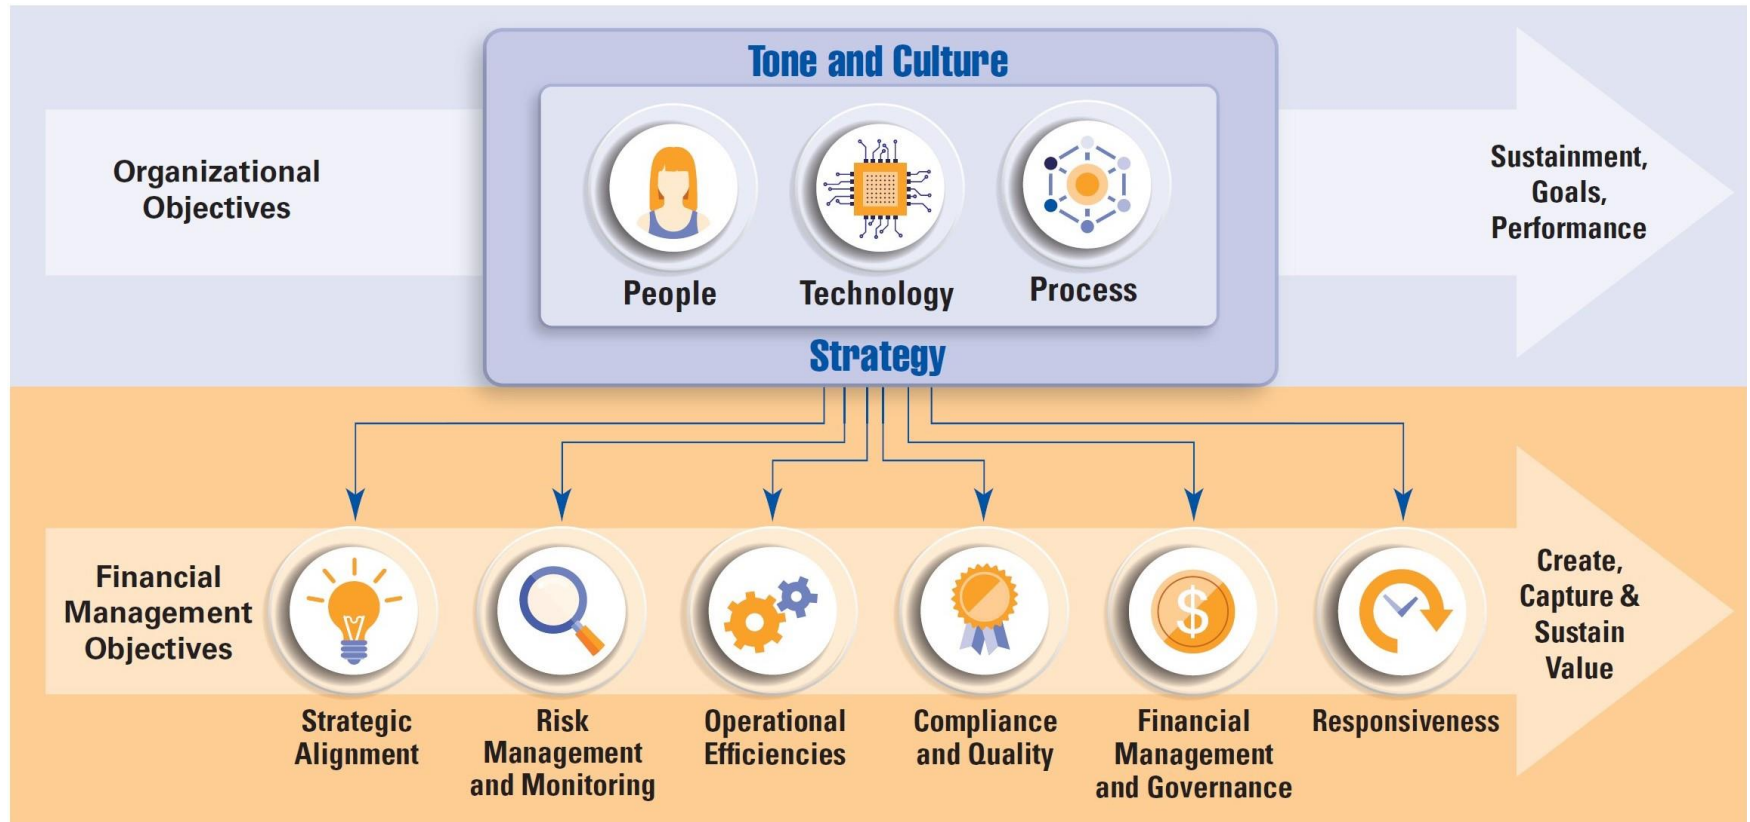 Tone and Culture
Organizational
Objectives
People
Technology
Process
Sustainment,
Goals,
Performance
Strategy
Financial
Management
Objectives
Create,
Capture &
Sustain
Value
Strategic
Alignment
Risk
Management
and Monitoring
Operational
Efficiencies
Compliance
and Quality
$
Financial
Management
and Governance
Responsiveness